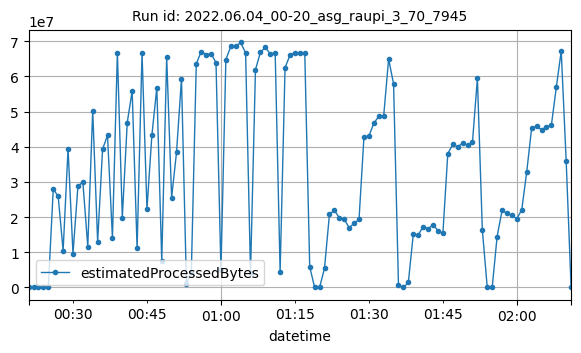 Run id: 2022.06.04_00-20_asg_raupi_3_70_7945
1e7
7
6
5
4
3
2
1
0
estimatedProcessedBytes
00:30 00:45 01:00 01:15 01:30 01:45 02:00
datetime